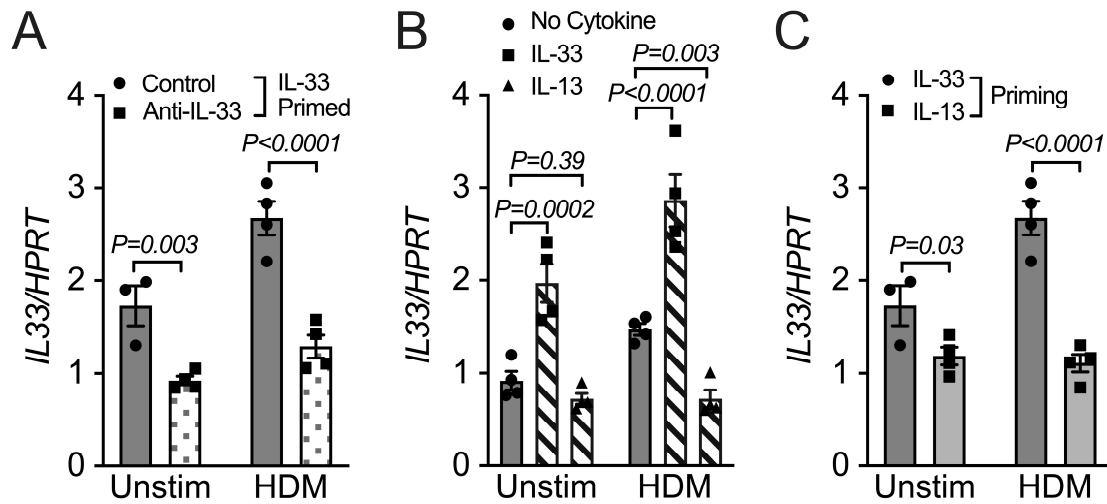 A
Control
Anti-IL-33
IL-33
Primed
P<0.0001
P=0.003
IL33/HPRT
4
3
2
1
0
Unstim
HDM
B
No Cytokine
IL-33
IL-13
P=0.003
P<0.0001
P=0.39
P=0.0002
IL33/HPRT
4
3
2
1
0
Unstim
HDM
C
IL-33
IL-13
Priming
P<0.0001
P=0.03
IL33/HPRT
4
3
2
1
0
Unstim
HDM